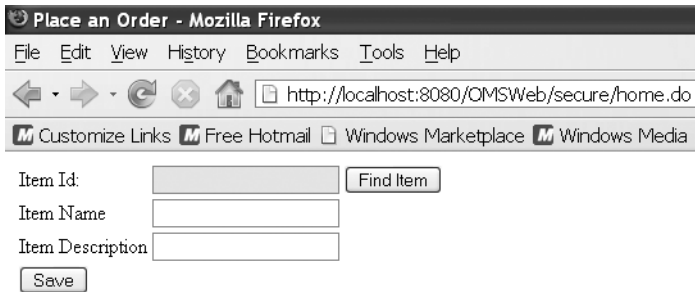 Place an Order - Mozilla Firefox
File Edit View History Bookmarks Tools Help
http://localhost:8080/OMSWeb/secure/home.do
Customize Links Free Hotmail Windows Marketplace Windows Media
Item Id: Find Item
Item Name
Item Description
Save